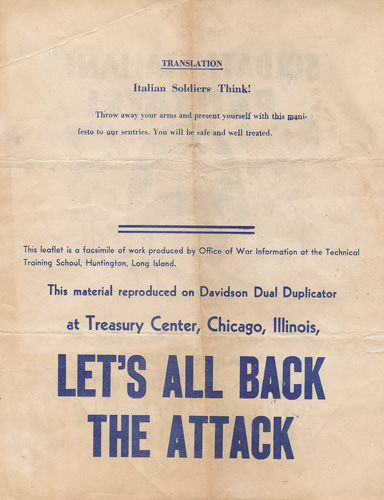 TRANSLATION
Italian Soldiers Think!
Throw away your arms and present yourself with this mani-
festo to our sentries. You will be safe and well treated.
This leaflet is a facsimile of work produced by Office of War Information at the Technical
Training School, Huntington, Long Island.
This material reproduced on Davidson Dual Duplicator
at Treasury Center, Chicago, Illinois,
LET'S ALL BACK
THE ATTACK